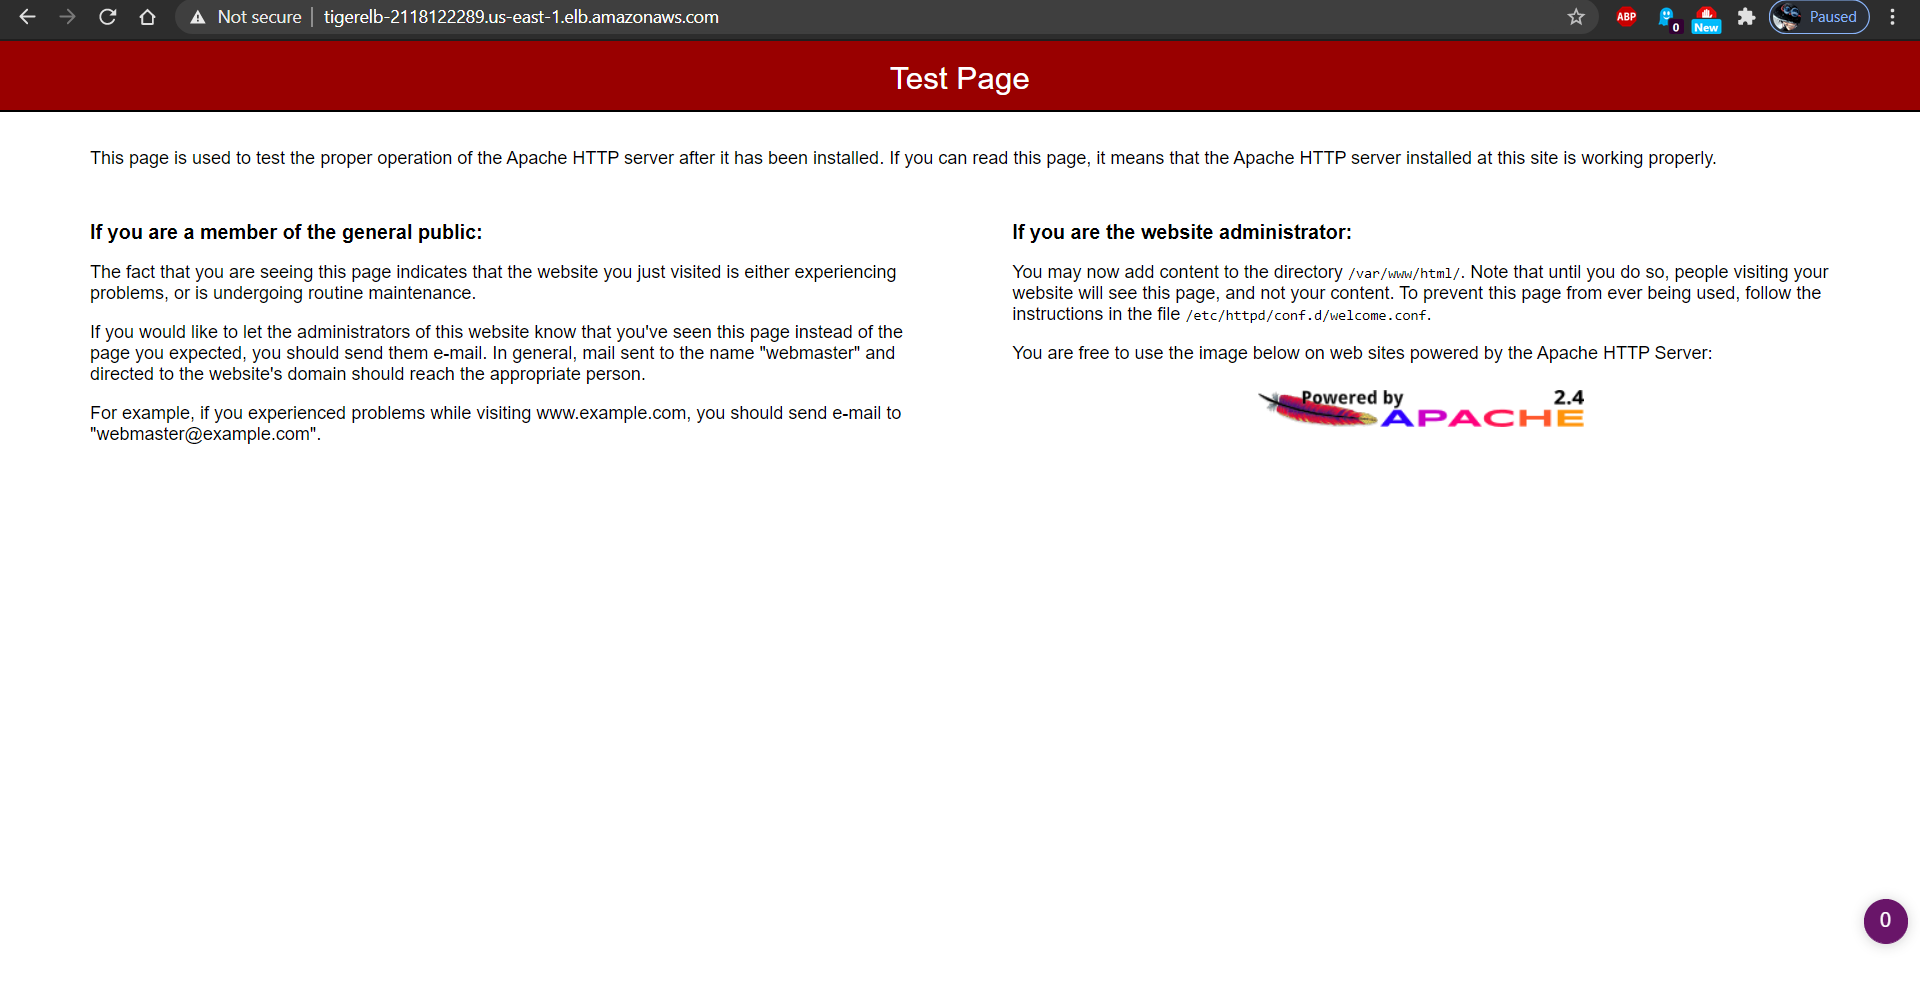 Not secure | tigerelb-2118122289.us-east-1.elb.amazonaws.com
ABP
0
New
Paused
Test Page
This page is used to test the proper operation of the Apache HTTP server after it has been installed. If you can read this page, it means that the Apache HTTP server installed at this site is working properly.
If you are a member of the general public:
The fact that you are seeing this page indicates that the website you just visited is either experiencing
problems, or is undergoing routine maintenance.
If you would like to let the administrators of this website know that you've seen this page instead of the
page you expected, you should send them e-mail. In general, mail sent to the name "webmaster" and
directed to the website's domain should reach the appropriate person.
For example, if you experienced problems while visiting www.example.com, you should send e-mail to
"webmaster@example.com".
If you are the website administrator:
You may now add content to the directory /var/www/html/. Note that until you do so, people visiting your
website will see this page, and not your content. To prevent this page from ever being used, follow the
instructions in the file /etc/httpd/conf.d/welcome.conf.
You are free to use the image below on web sites powered by the Apache HTTP Server:
Powered by 2.4
APACHE
0